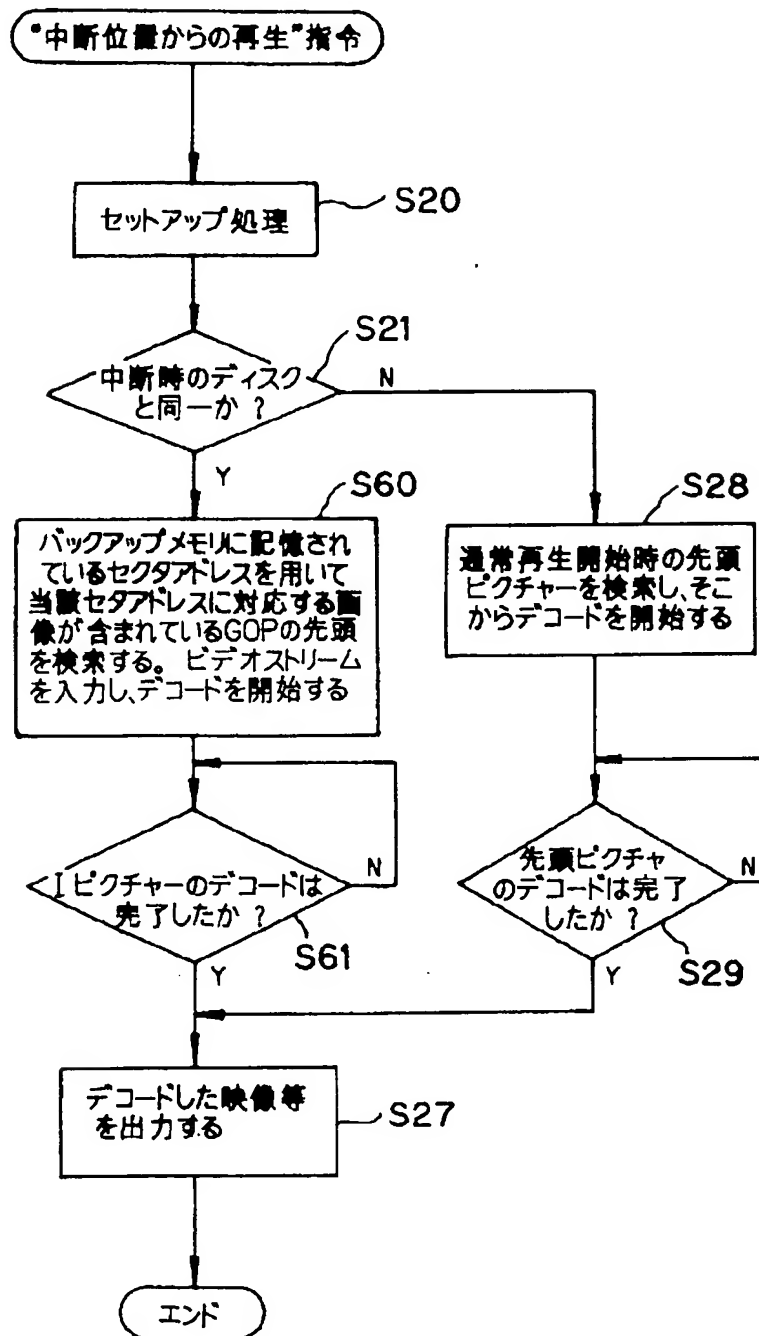 "中断位置からの再生"指令
セットアップ処理
S20
S21
中断時のディスク
と同一か?
N
Y
S60
バックアップメモリに記憶され
ているセクタアドレスを用いて
当該セタアドレスに対応する画
像が含まれているGOPの先頭
を検索する。ビデオストリーム
を入力し、デコードを開始する
S28
通常再生開始時の先頭
ピクチャーを検索し、そこ
からデコードを開始する
Iピクチャーのデコードは
完了したか?
N
S61
Y
先頭ピクチャ
のデコードは完了
したか?
N
S29
Y
デコードした映像等
を出力する
S27
エンド